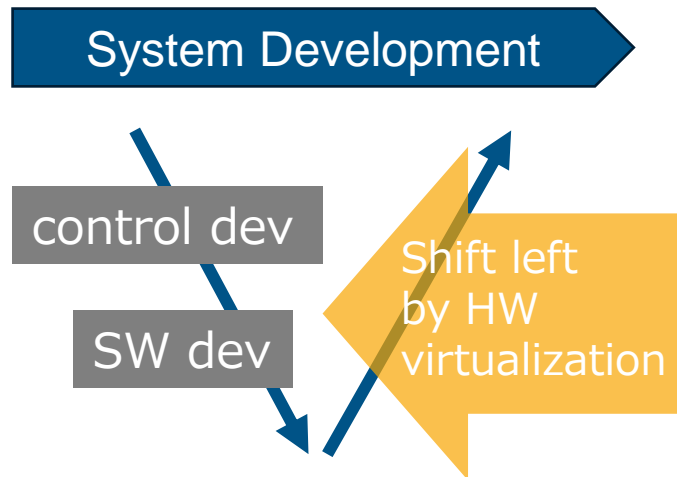 System Development
control dev
SW dev
Shift left
by HW
virtualization